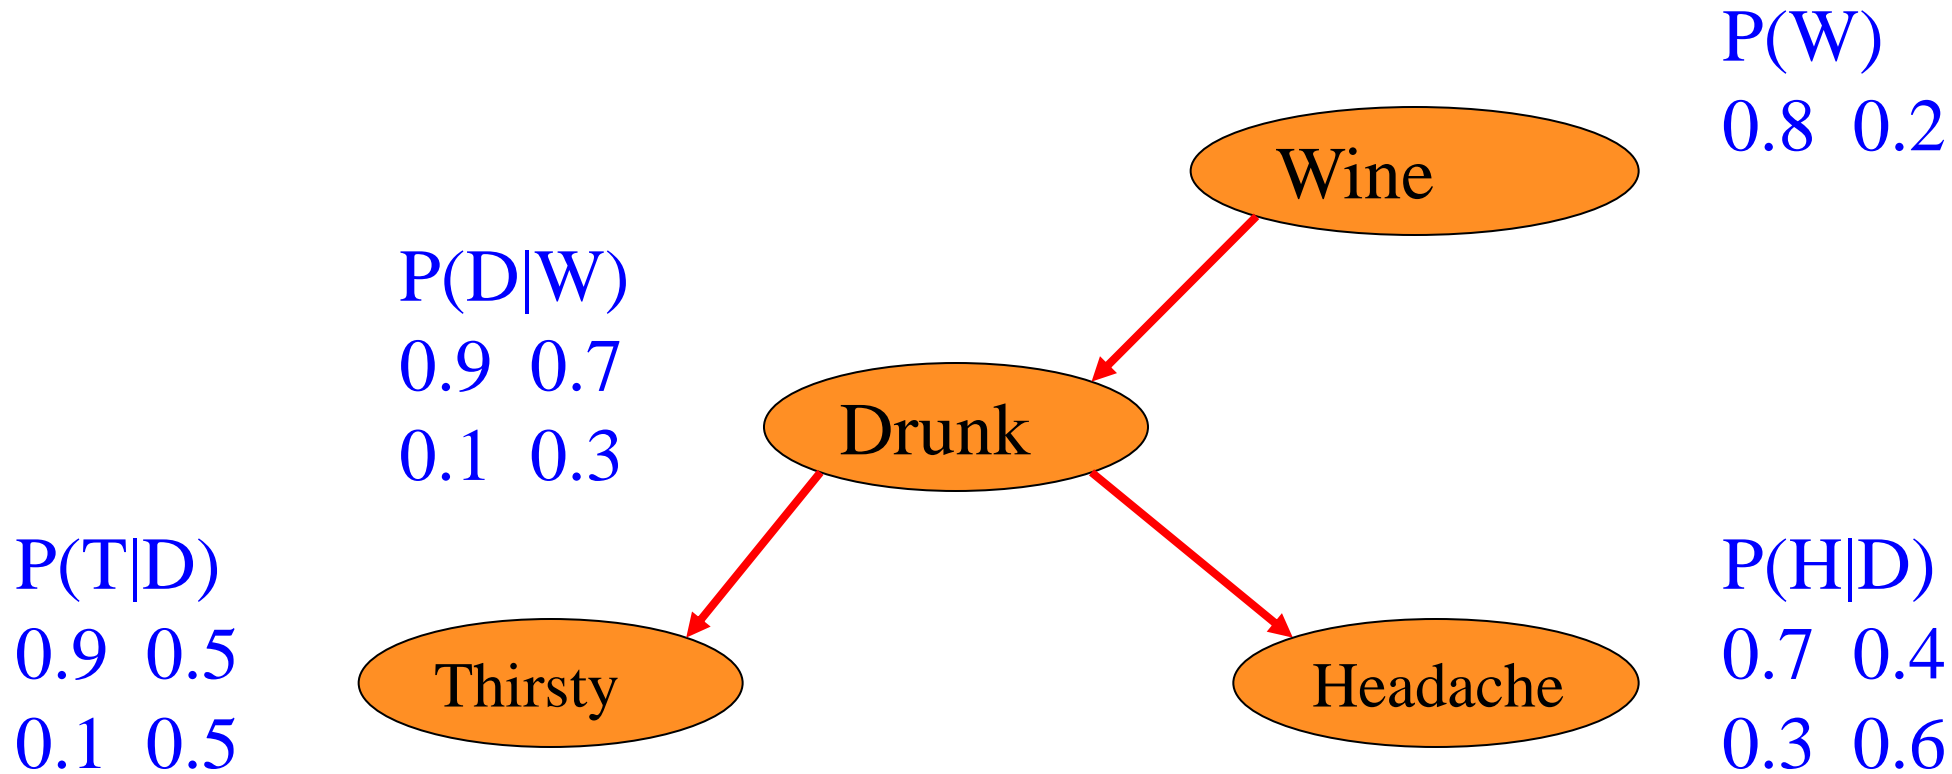 P(W)
0.8 0.2
Wine
P(D|W)
0.9 0.7
0.1 0.3
Drunk
P(T|D)
0.9 0.5
0.1 0.5
Thirsty
Headache
P(H|D)
0.7 0.4
0.3 0.6